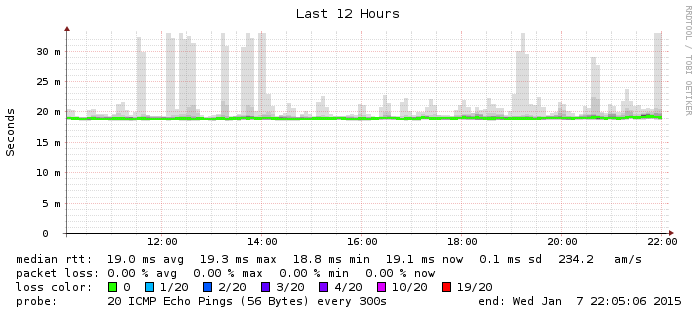 Last 12 Hours
RRDTOOL / TOBI OETIKER
Seconds
30 m
25 m
20 m
15 m
10 m
5 m
0
12:00 14:00 16:00 18:00 20:00 22:00
median rtt: 19.0 ms avg 19.3 ms max 18.8 ms min 19.1 ms now 0.1 ms sd 234.2 am/s
packet loss: 0.00 % avg 0.00 % max 0.00 % min 0.00 % now
loss color: 0 1/20 2/20 3/20 4/20 10/20 19/20
probe: 20 ICMP Echo Pings (56 Bytes) every 300s end: Wed Jan 7 22:05:06 2015